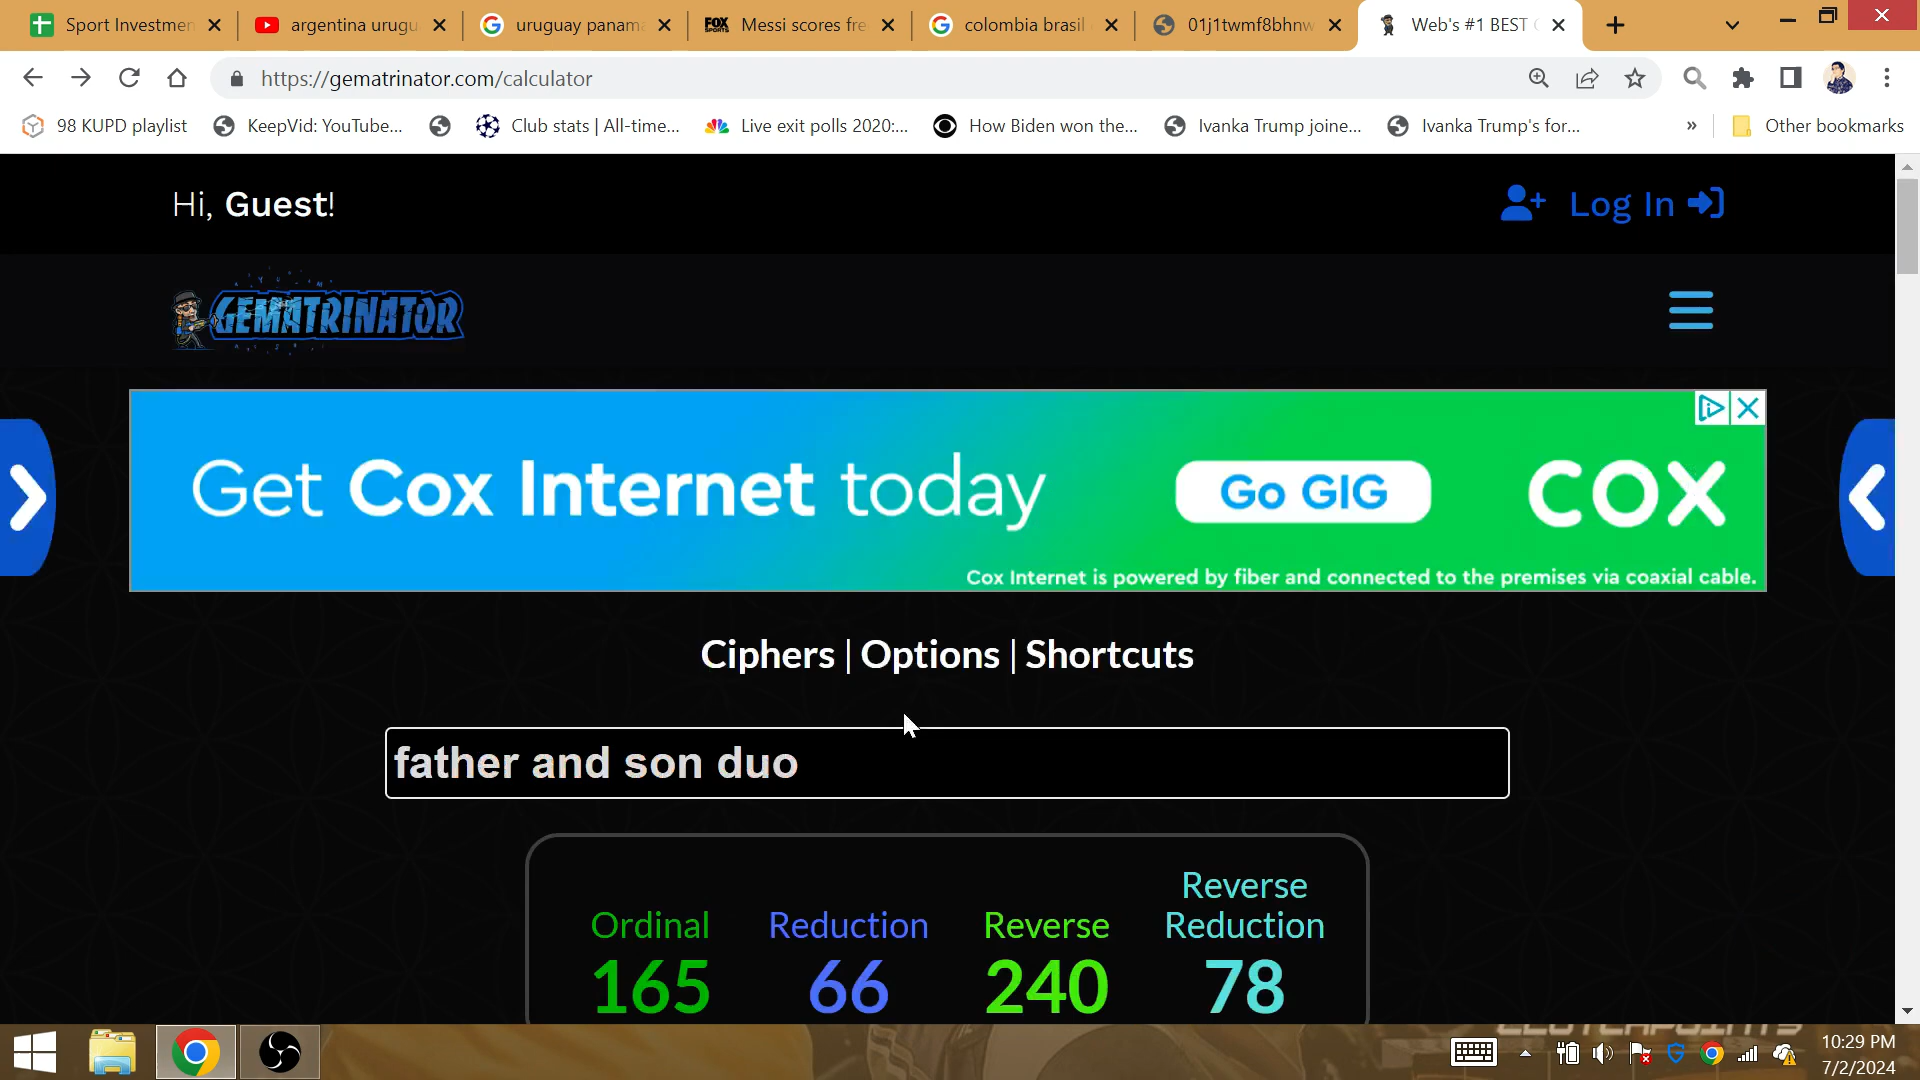 Sport Investmen
argentina urugu
uruguay panama
FOX SPORTS
Messi scores fre
colombia brasil
01j1twmf8bhnw
Web's #1 BEST
https://gematrinator.com/calculator
98 KUPD playlist
KeepVid: YouTube...
Club stats | All-time...
Live exit polls 2020:...
How Biden won the...
Ivanka Trump joine...
Ivanka Trump's for...
»
Other bookmarks
Hi, Guest!
Log In
GEMATRINATOR
Get Cox Internet today
Go GIG
COX
Cox Internet is powered by fiber and connected to the premises via coaxial cable.
Ciphers | Options | Shortcuts
father and son duo
Ordinal
165
Reduction
66
Reverse
240
Reverse
Reduction
78
CLUTCHPOINTS
10:29 PM
7/2/2024